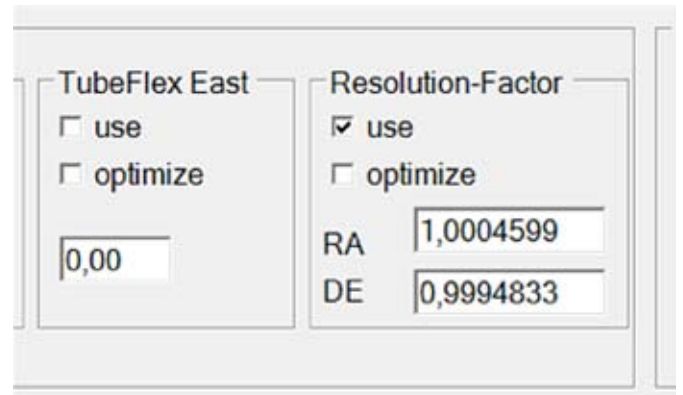 TubeFlex East
use
optimize
0,00
Resolution-Factor
use
optimize
RA 1,0004599
DE 0,9994833